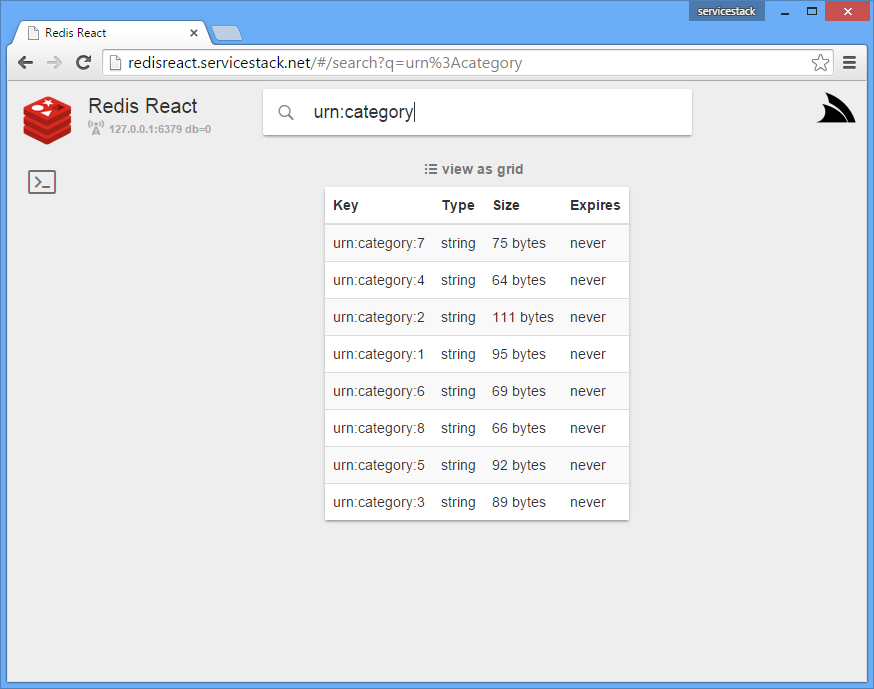 servicestack
Redis React
redisreact.servicestack.net/#/search?q=urn%3Acategory
Redis React
127.0.0.1:6379 db=0
urn:category
view as grid
Key Type Size Expires
urn:category:7 string 75 bytes never
urn:category:4 string 64 bytes never
urn:category:2 string 111 bytes never
urn:category:1 string 95 bytes never
urn:category:6 string 69 bytes never
urn:category:8 string 66 bytes never
urn:category:5 string 92 bytes never
urn:category:3 string 89 bytes never